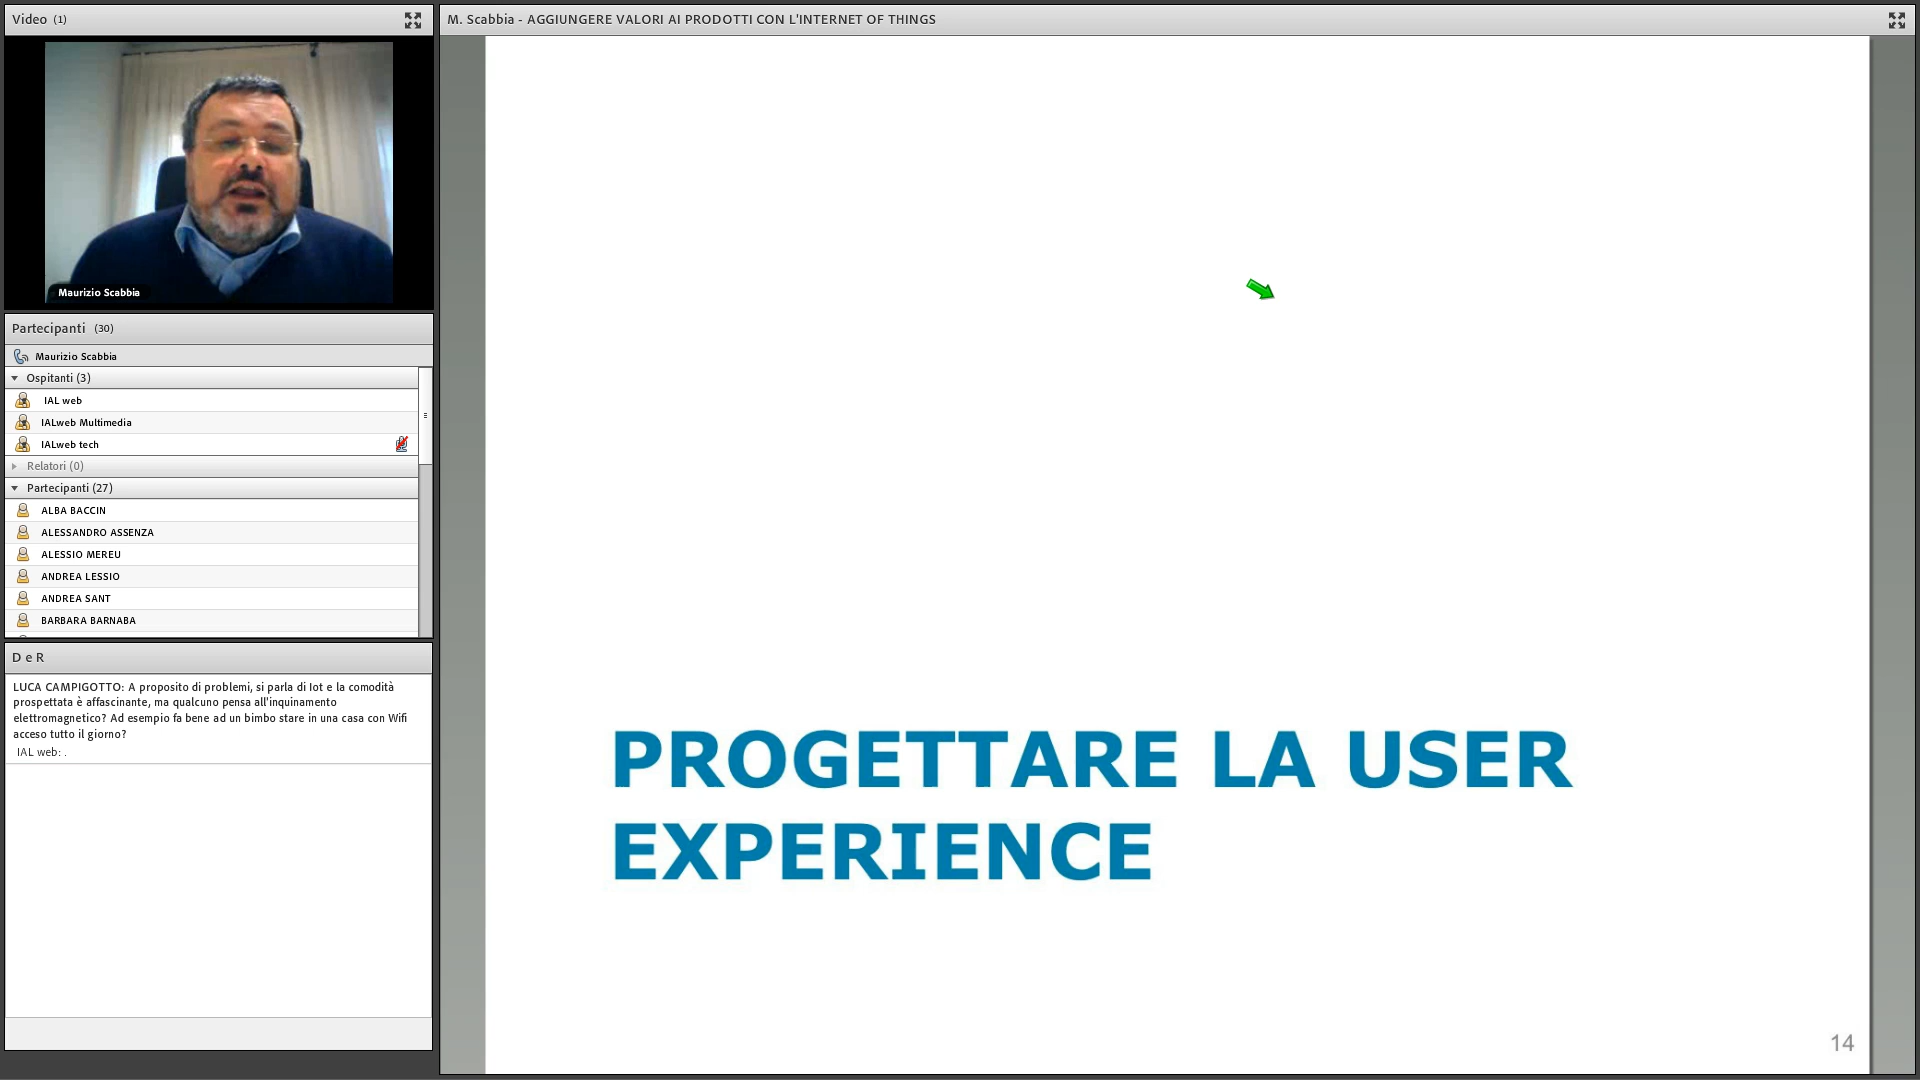 Video (1)
Maurizio Scabbia
Partecipanti (30)
Maurizio Scabbia
Ospitanti (3)
IAL web
IALweb Multimedia
IALweb tech
Relatori (0)
Partecipanti (27)
ALBA BACCIN
ALESSANDRO ASSENZA
ALESSIO MEREU
ANDREA LESSIO
ANDREA SANT
BARBARA BARNABA
D e R
LUCA CAMPIGOTTO: A proposito di problemi, si parla di Iot e la comodità
prospettata è affascinante, ma qualcuno pensa all'inquinamento
elettromagnetico? Ad esempio fa bene ad un bimbo stare in una casa con Wifi
acceso tutto il giorno?
IAL web: .
M. Scabbia - AGGIUNGERE VALORI AI PRODOTTI CON L'INTERNET OF THINGS
PROGETTARE LA USER
EXPERIENCE
14